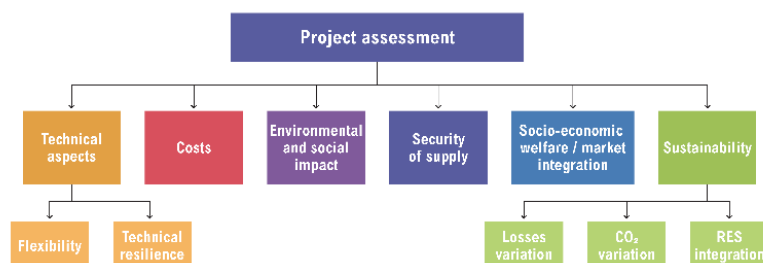 Project assessment
Technical
aspects
Costs
Environmental
and social
impact
Security
of supply
Socio-economic
welfare / market
integration
Sustainability
Flexibility
Technical
resilience
Losses
variation
CO₂
variation
RES
integration